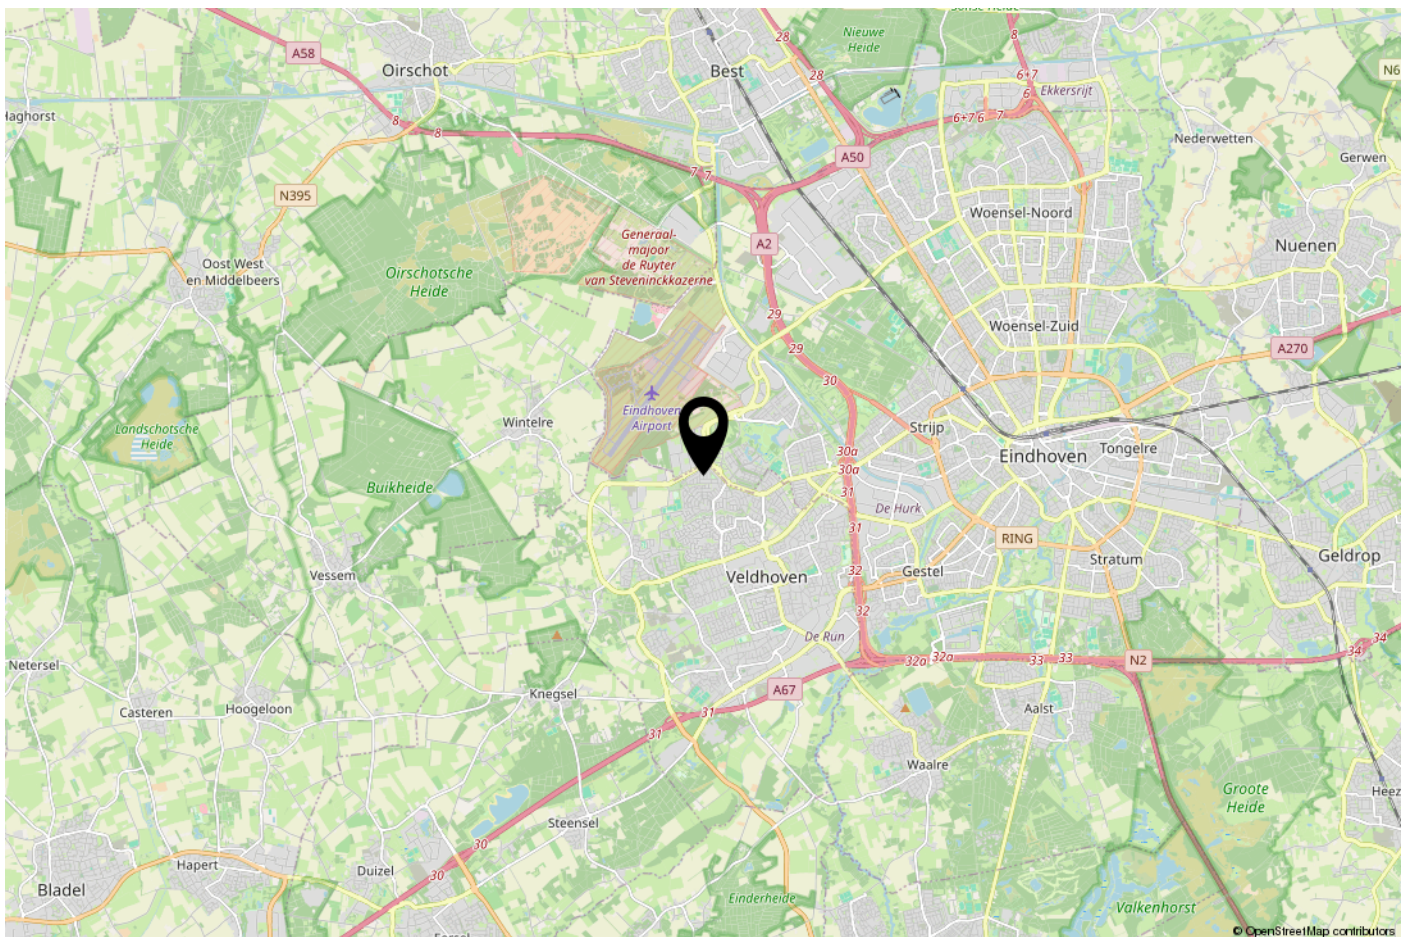 Sonse Heide
28
8
A58
Oirschot
Best
Nieuwe
Heide
28
6+7
6
Ekkersrijt
N6
Haghorst
8
8
6+7
6
7
Nederwetten
Gerwen
A50
7
7
N395
Woensel-Noord
Generaal-
majoor
de Ruyter
van Steveninckkazerne
A2
Nuenen
Oost West
en Middelbeers
Oirschotsche
Heide
29
Woensel-Zuid
29
A270
30
Landschotsche
Heide
Wintelre
Eindhoven
Airport
Strijp
Eindhoven
Tongelre
30a
30a
Buikheide
31
De Hurk
31
RING
Vessem
Veldhoven
32
Gestel
Stratum
Geldrop
32
De Run
34
34
Netersel
32a
32a
33
33
N2
A67
Knegsel
Casteren
Hoogeloon
31
Aalst
31
Waalre
Groote
Heide
Heez
Steensel
30
Hapert
Duizel
30
Bladel
Einderheide
Valkenhorst
© OpenStreetMap contributors